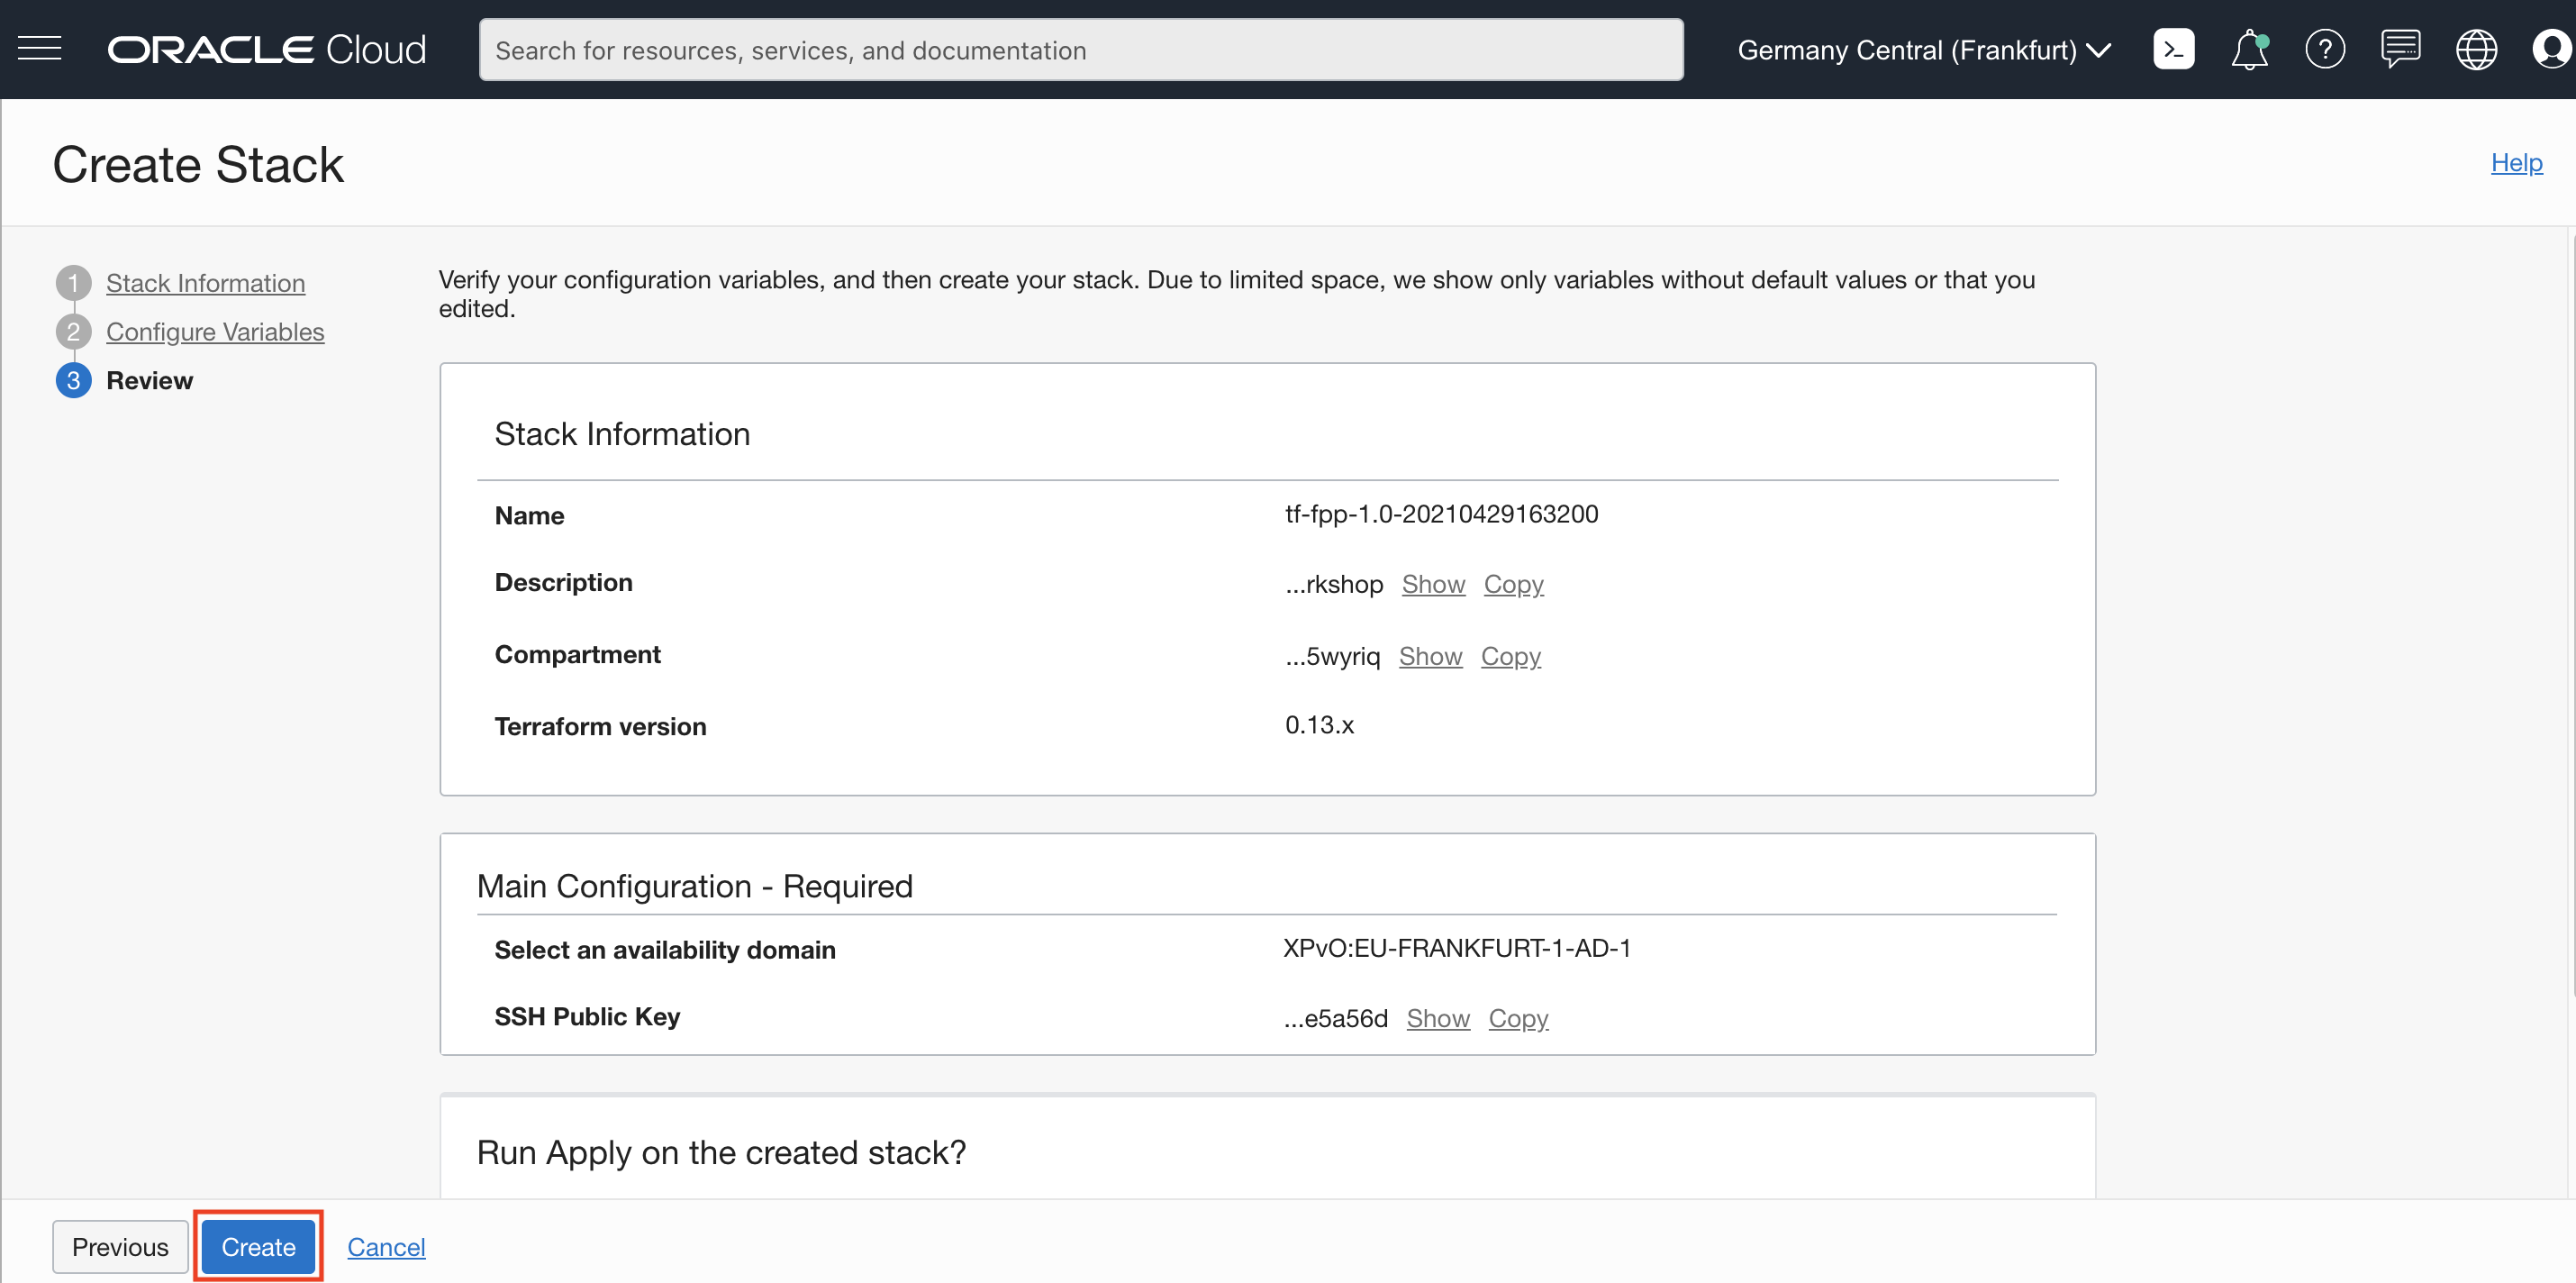 ORACLE Cloud
Search for resources, services, and documentation
Germany Central (Frankfurt)
Create Stack
Help
1 Stack Information
2 Configure Variables
3 Review
Verify your configuration variables, and then create your stack. Due to limited space, we show only variables without default values or that you
edited.
Stack Information
Name tf-fpp-1.0-20210429163200
Description ...rkshop Show Copy
Compartment ...5wyriq Show Copy
Terraform version 0.13.x
Main Configuration - Required
Select an availability domain XPvO:EU-FRANKFURT-1-AD-1
SSH Public Key ...e5a56d Show Copy
Run Apply on the created stack?
Previous Create Cancel